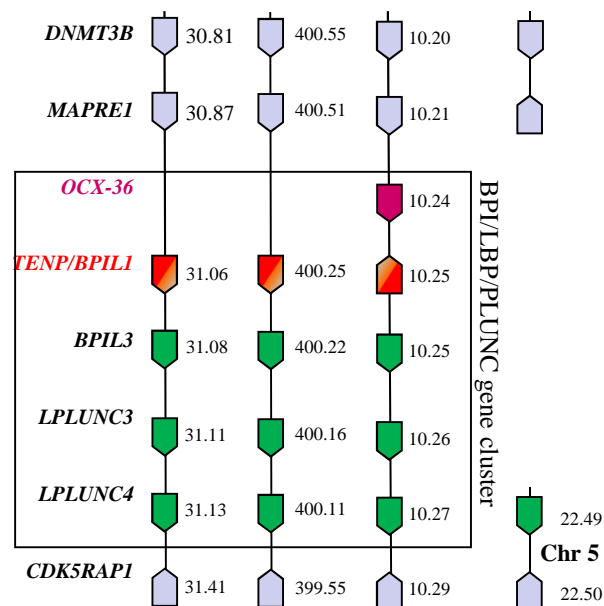 DNMT3B 30.81 400.55 10.20
MAPRE1 30.87 400.51 10.21
OCX-36 10.24
TENP/BPIL1 31.06 400.25 10.25
BPIL3 31.08 400.22 10.25
LPLUNC3 31.11 400.16 10.26
LPLUNC4 31.13 400.11 10.27 22.49
Chr 5
CDK5RAP1 31.41 399.55 10.29 22.50
BPI/LBP/PLUNC gene cluster